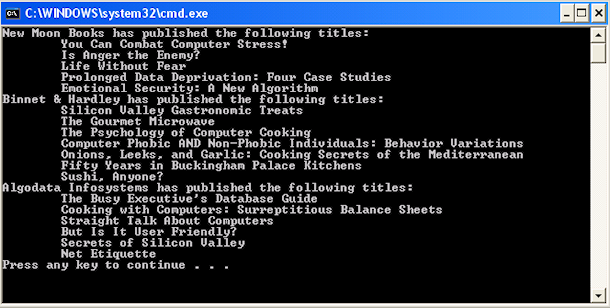 C:\WINDOWS\system32\cmd.exe
New Moon Books has published the following titles:
You Can Combat Computer Stress!
Is Anger the Enemy?
Life Without Fear
Prolonged Data Deprivation: Four Case Studies
Emotional Security: A New Algorithm
Binnet & Hardley has published the following titles:
Silicon Valley Gastronomic Treats
The Gourmet Microwave
The Psychology of Computer Cooking
Computer Phobic AND Non-Phobic Individuals: Behavior Variations
Onions, Leeks, and Garlic: Cooking Secrets of the Mediterranean
Fifty Years in Buckingham Palace Kitchens
Sushi, Anyone?
Algodata Infosystems has published the following titles:
The Busy Executive's Database Guide
Cooking with Computers: Surreptitious Balance Sheets
Straight Talk About Computers
But Is It User Friendly?
Secrets of Silicon Valley
Net Etiquette
Press any key to continue . . .